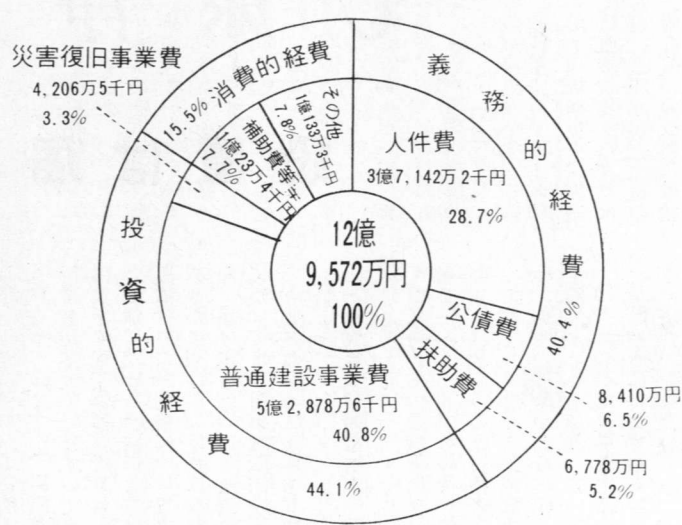 12億
9,572万円
100%
義務的経費
40.4%
人件費
3億7,142万2千円
28.7%
公債費
8,410万円
6.5%
扶助費
6,778万円
5.2%
投資的経費
44.1%
普通建設事業費
5億2,878万6千円
40.8%
災害復旧事業費
4,206万5千円
3.3%
15.5%消費的経費
補助費等
1億23万4千円
7.7%
その他
1億133万3千円
7.8%